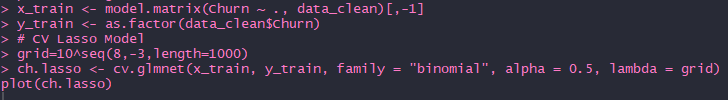 > x_train <- model.matrix(Churn ~ ., data_clean)[,-1]
> y_train <- as.factor(data_clean$Churn)
> # CV Lasso Model
> grid=10^seq(8,-3,length=1000)
> ch.lasso <- cv.glmnet(x_train, y_train, family = "binomial", alpha = 0.5, lambda = grid)
plot(ch.lasso)